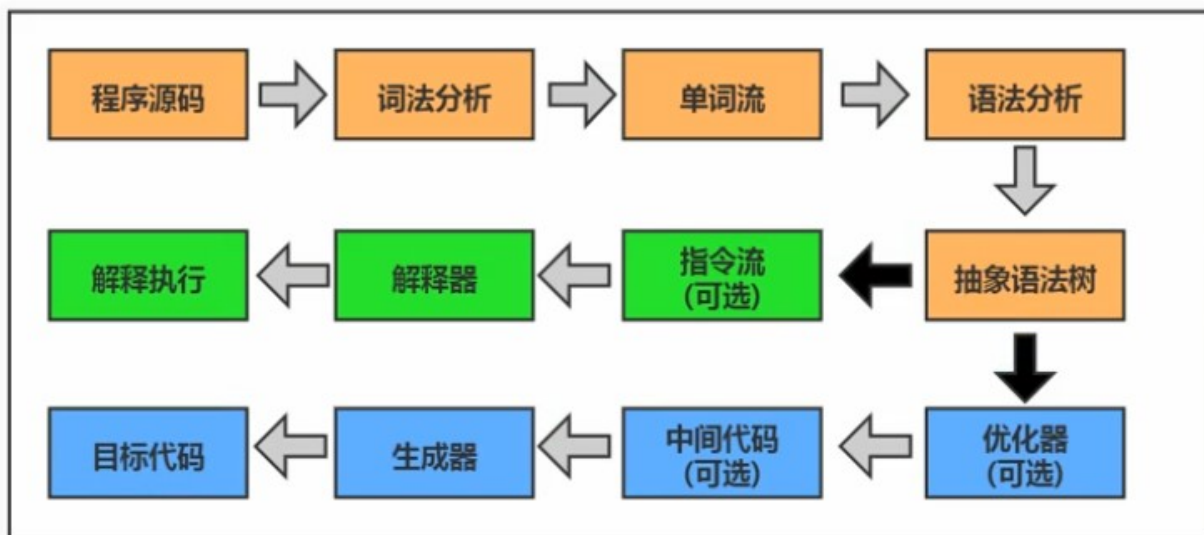 程序源码
词法分析
单词流
语法分析
解释执行
解释器
指令流
(可选)
抽象语法树
目标代码
生成器
中间代码
(可选)
优化器
(可选)